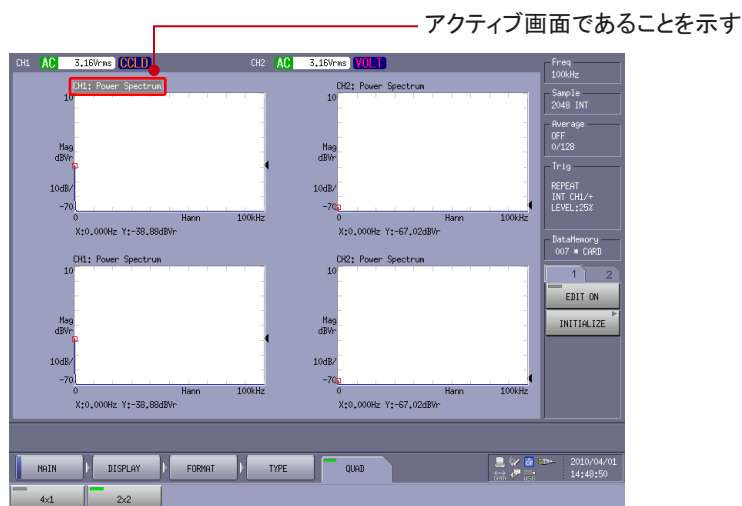 アクティブ画面であることを示す
CH1 AC 3.16Vrms CCLD CH2 AC 3.16Vrms VOLT
Freq
100kHz
Sample
2048 INT
Average
OFF
0/128
Trig
REPEAT
INT CH1/+
LEVEL:25%
DataMemory
007 * CARD
1 2
EDIT ON
INITIALIZE
CH1: Power Spectrum
10
Mag
dBVr
10dB/
-70
0 Hann 100kHz
X:0.000Hz Y:-38.88dBVr
CH2: Power Spectrum
10
Mag
dBVr
10dB/
-70
0 Hann 100kHz
X:0.000Hz Y:-67.02dBVr
CH1: Power Spectrum
10
Mag
dBVr
10dB/
-70
0 Hann 100kHz
X:0.000Hz Y:-38.88dBVr
CH2: Power Spectrum
10
Mag
dBVr
10dB/
-70
0 Hann 100kHz
X:0.000Hz Y:-67.02dBVr
MAIN DISPLAY FORMAT TYPE QUAD
DATA USB
2010/04/01
14:48:50
4x1 2x2